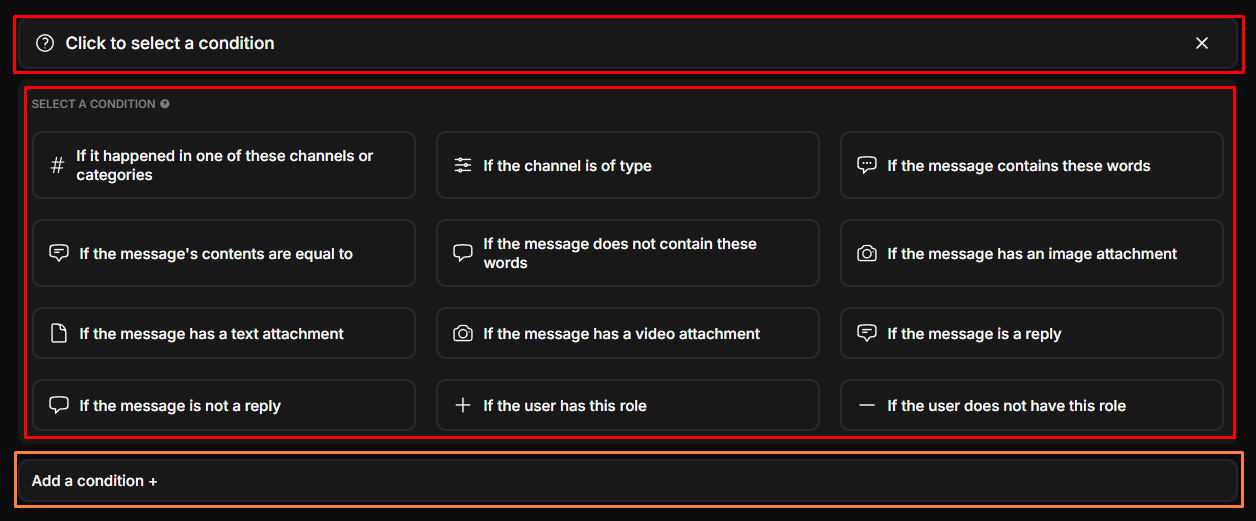 Click to select a condition
SELECT A CONDITION
If it happened in one of these channels or
categories
If the channel is of type
If the message contains these words
If the message's contents are equal to
If the message does not contain these
words
If the message has an image attachment
If the message has a text attachment
If the message has a video attachment
If the message is a reply
If the message is not a reply
If the user has this role
If the user does not have this role
Add a condition +